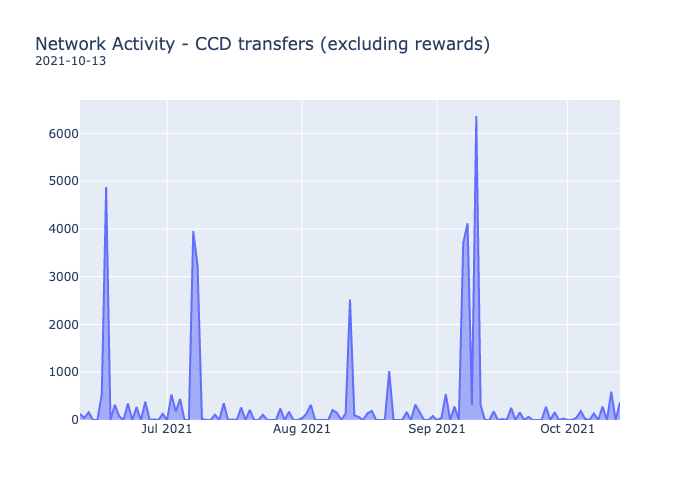 Network Activity - CCD transfers (excluding rewards)
2021-10-13
6000
5000
4000
3000
2000
1000
0
Jul 2021
Aug 2021
Sep 2021
Oct 2021